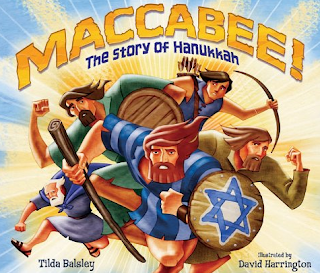 MACCABEE!
The Story Of Hanukkah
Tilda Balsley
Illustrated by
David Harrington